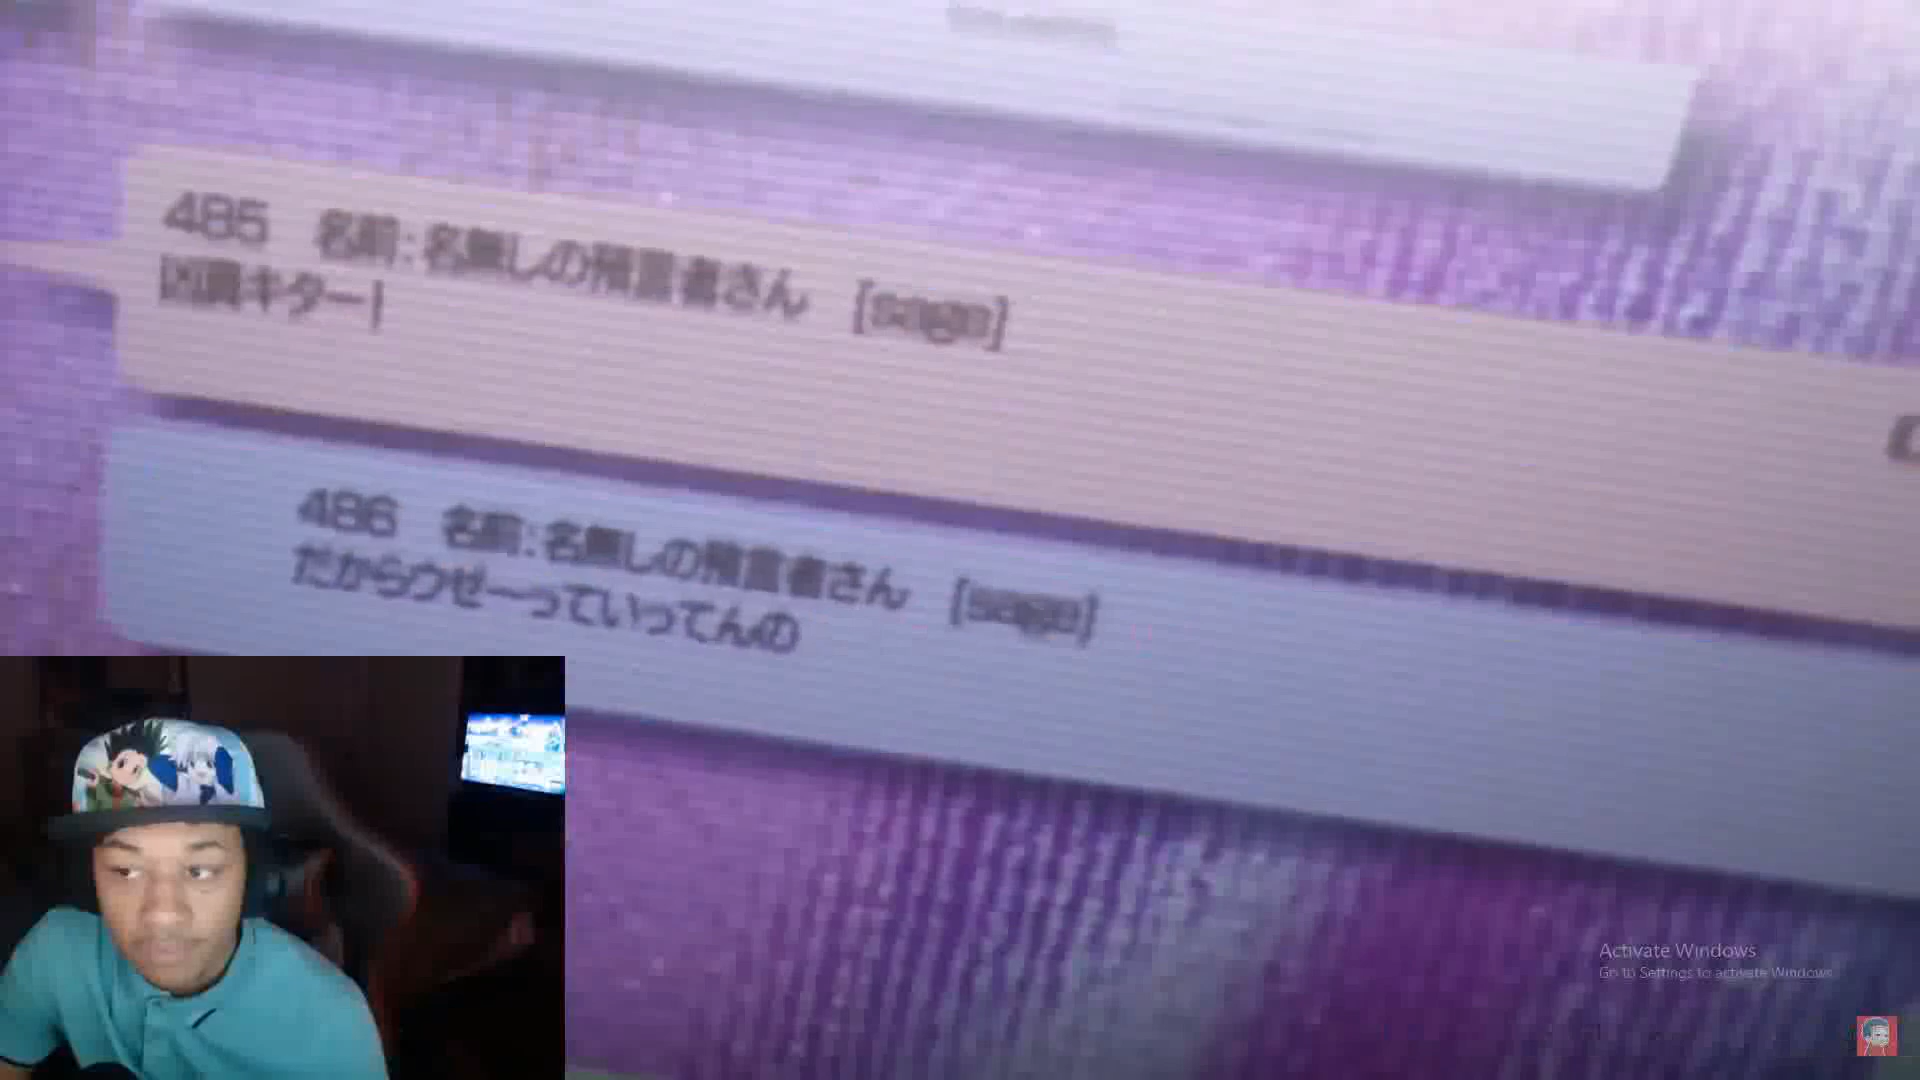 485 名前:名無しの預言者さん [sage]
キター!
486 名前:名無しの預言者さん [sage]
だからウぜーっていってんの
Activate Windows
Go to Settings to activate Windows.